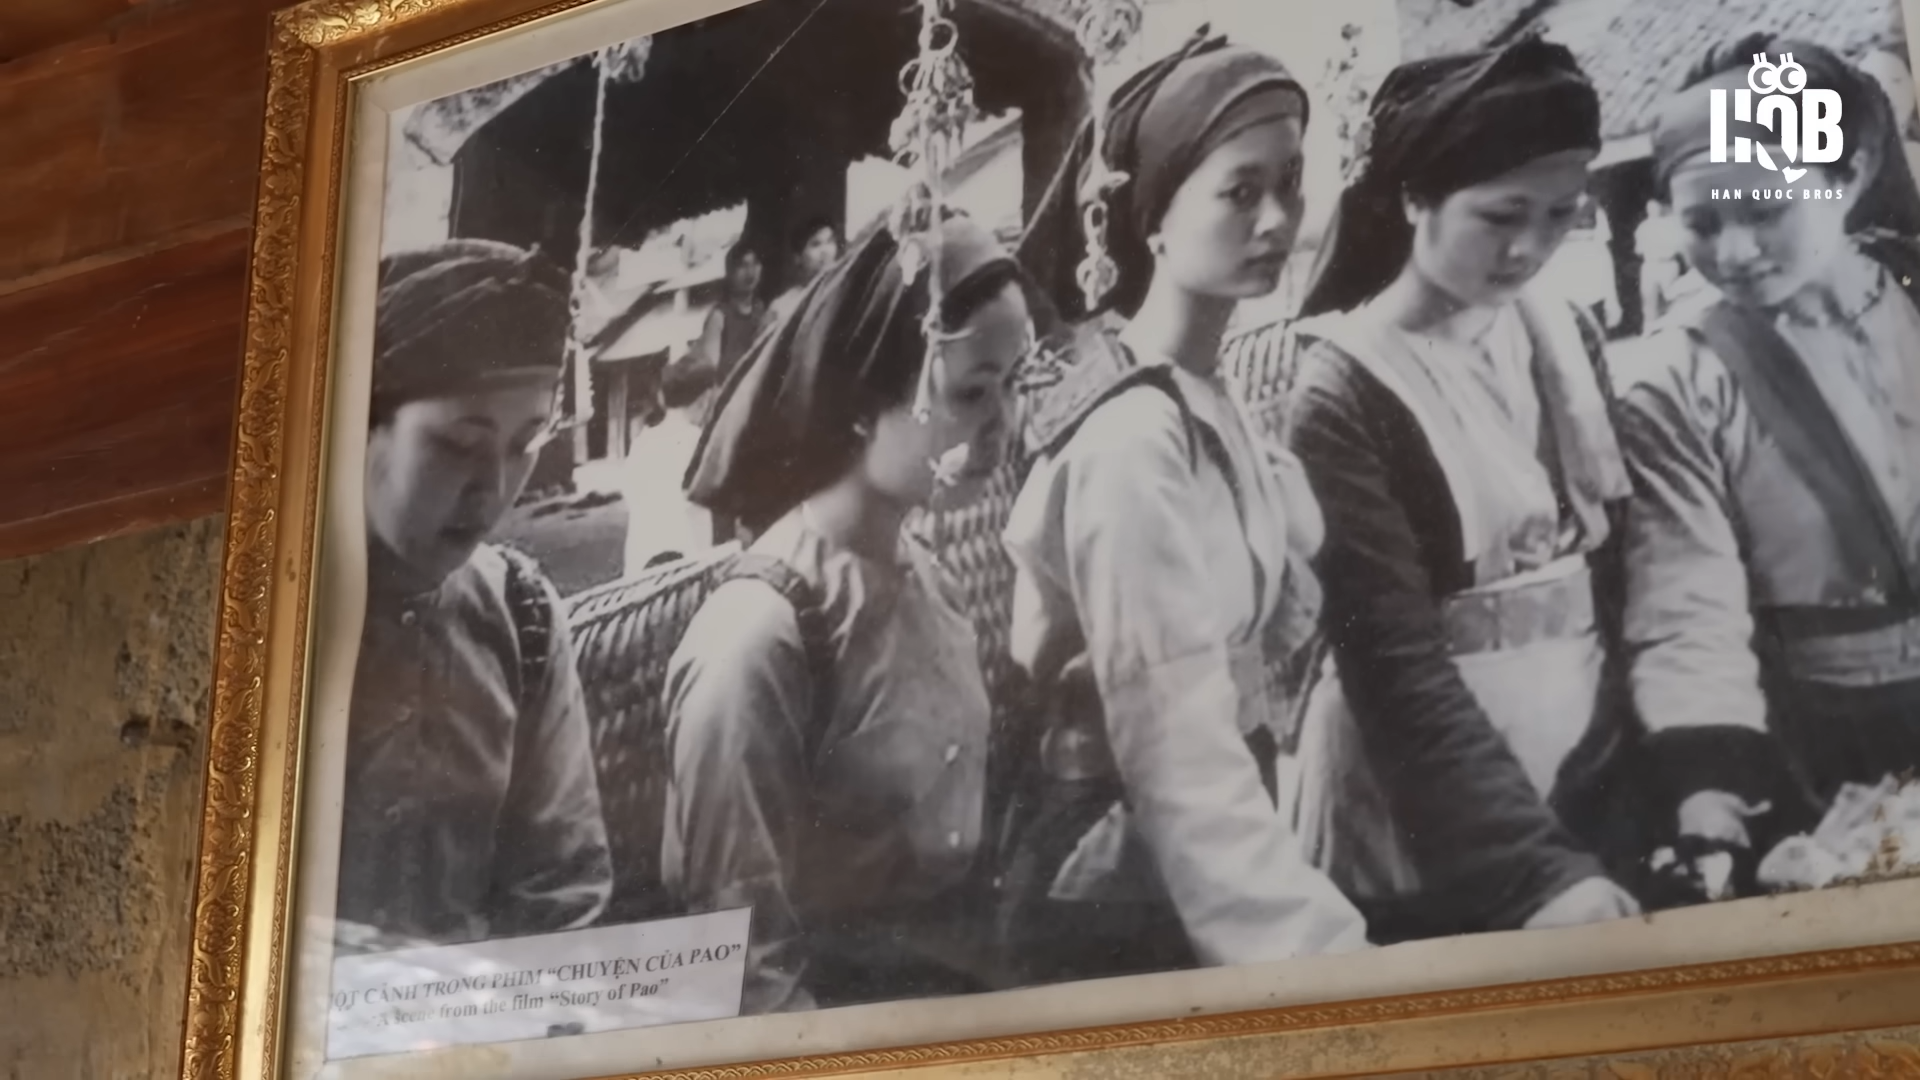 HQB
HAN QUOC BROS
ỘT CẢNH TRONG PHIM “CHUYỆN CỦA PAO”
A scene from the film “Story of Pao”